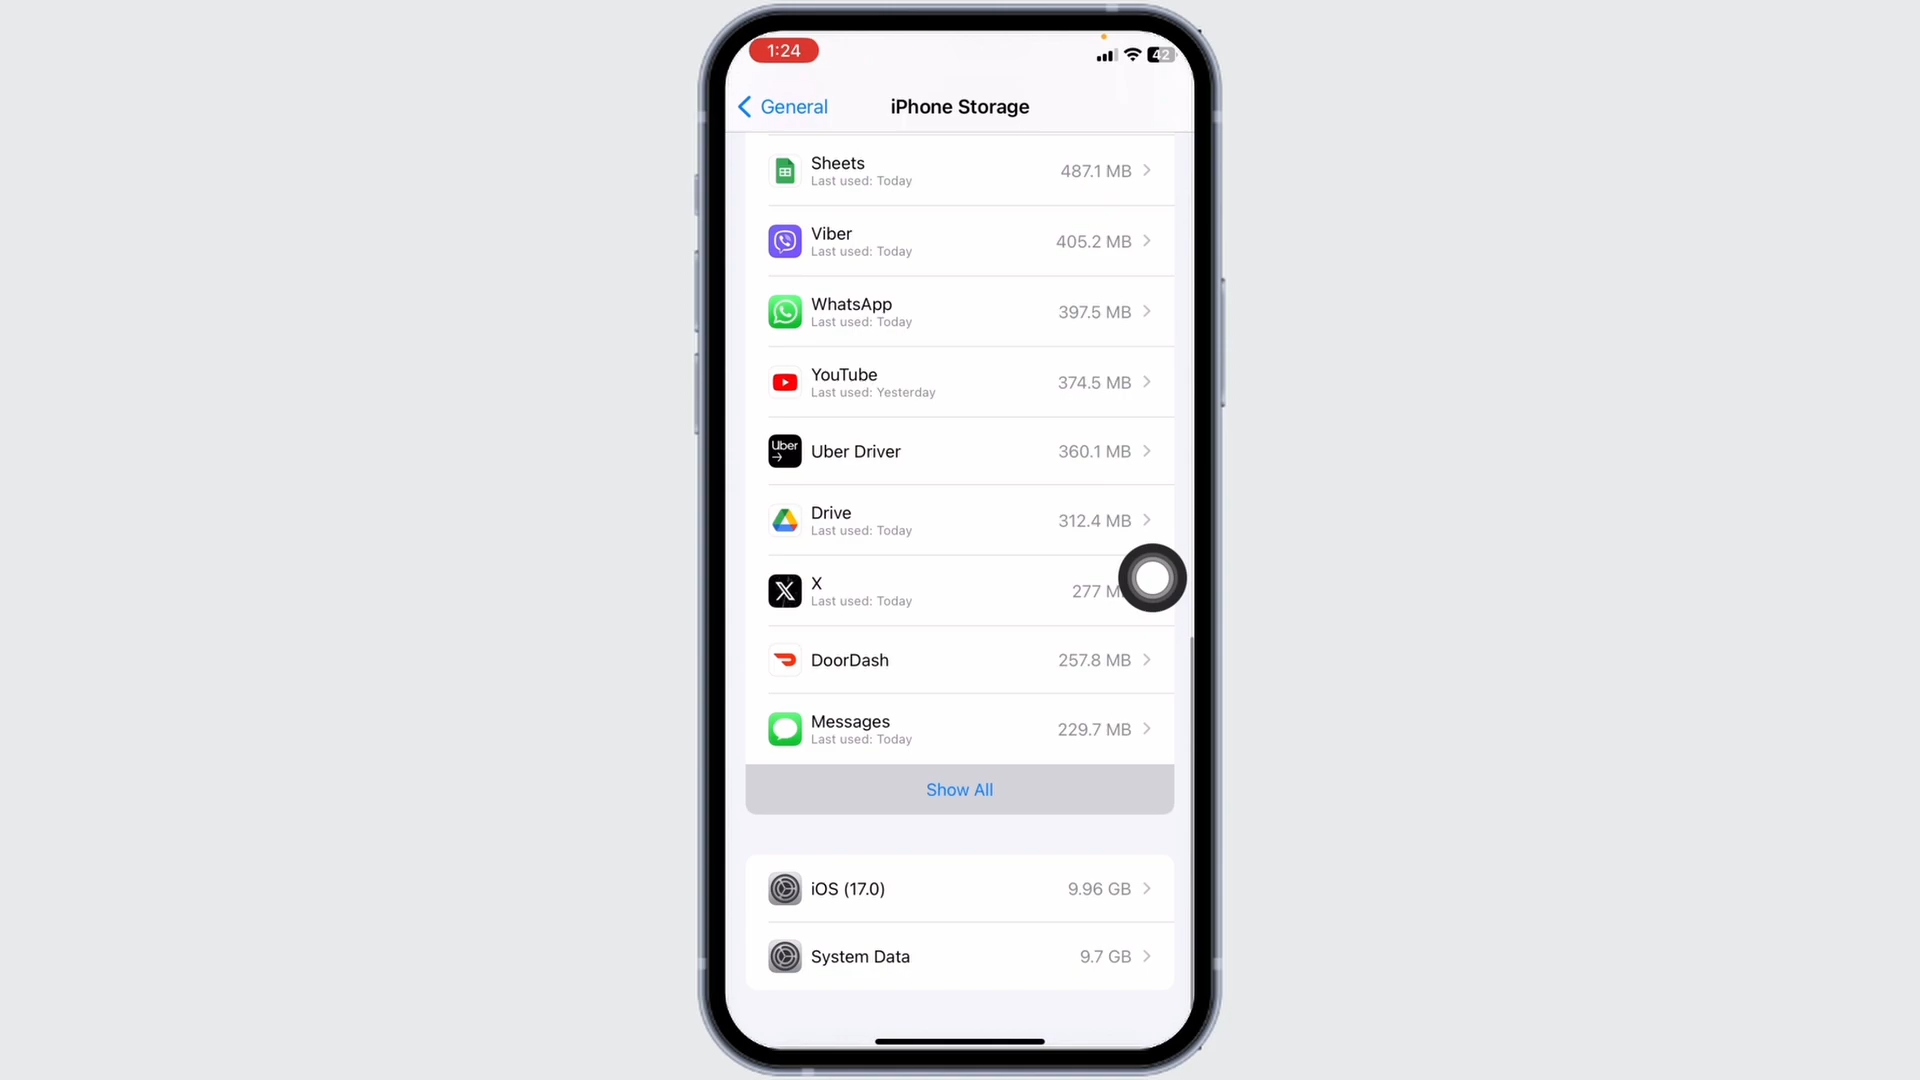 1:24
42
General
iPhone Storage
Sheets
487.1 MB
Last used: Today
Viber
405.2 MB
Last used: Today
WhatsApp
397.5 MB
Last used: Today
YouTube
374.5 MB
Last used: Yesterday
Uber
Uber Driver
360.1 MB
Drive
312.4 MB
Last used: Today
X
277 M
Last used: Today
DoorDash
257.8 MB
Messages
229.7 MB
Last used: Today
Show All
iOS (17.0)
9.96 GB
System Data
9.7 GB